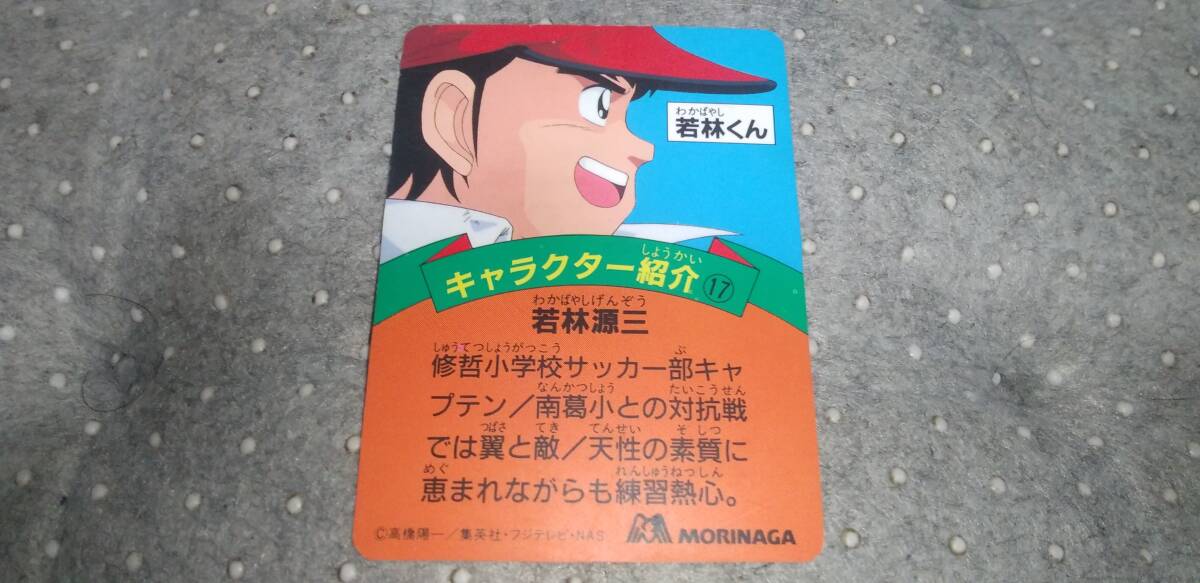 わかばやし
若林くん
しょうかい
キャラクター紹介⑰
わかばやしげんぞう
若林源三
しゅうてつしょうがっこう ぶ
修哲小学校サッカー部キャ
なんかつしょう たいこうせん
プテン/南葛小との対抗戦
つばさ てき てんせい そしつ
では翼と敵/天性の素質に
めぐ れんしゅうねっしん
恵まれながらも練習熱心。
©高橋陽一/集英社・フジテレビ・NAS MORINAGA